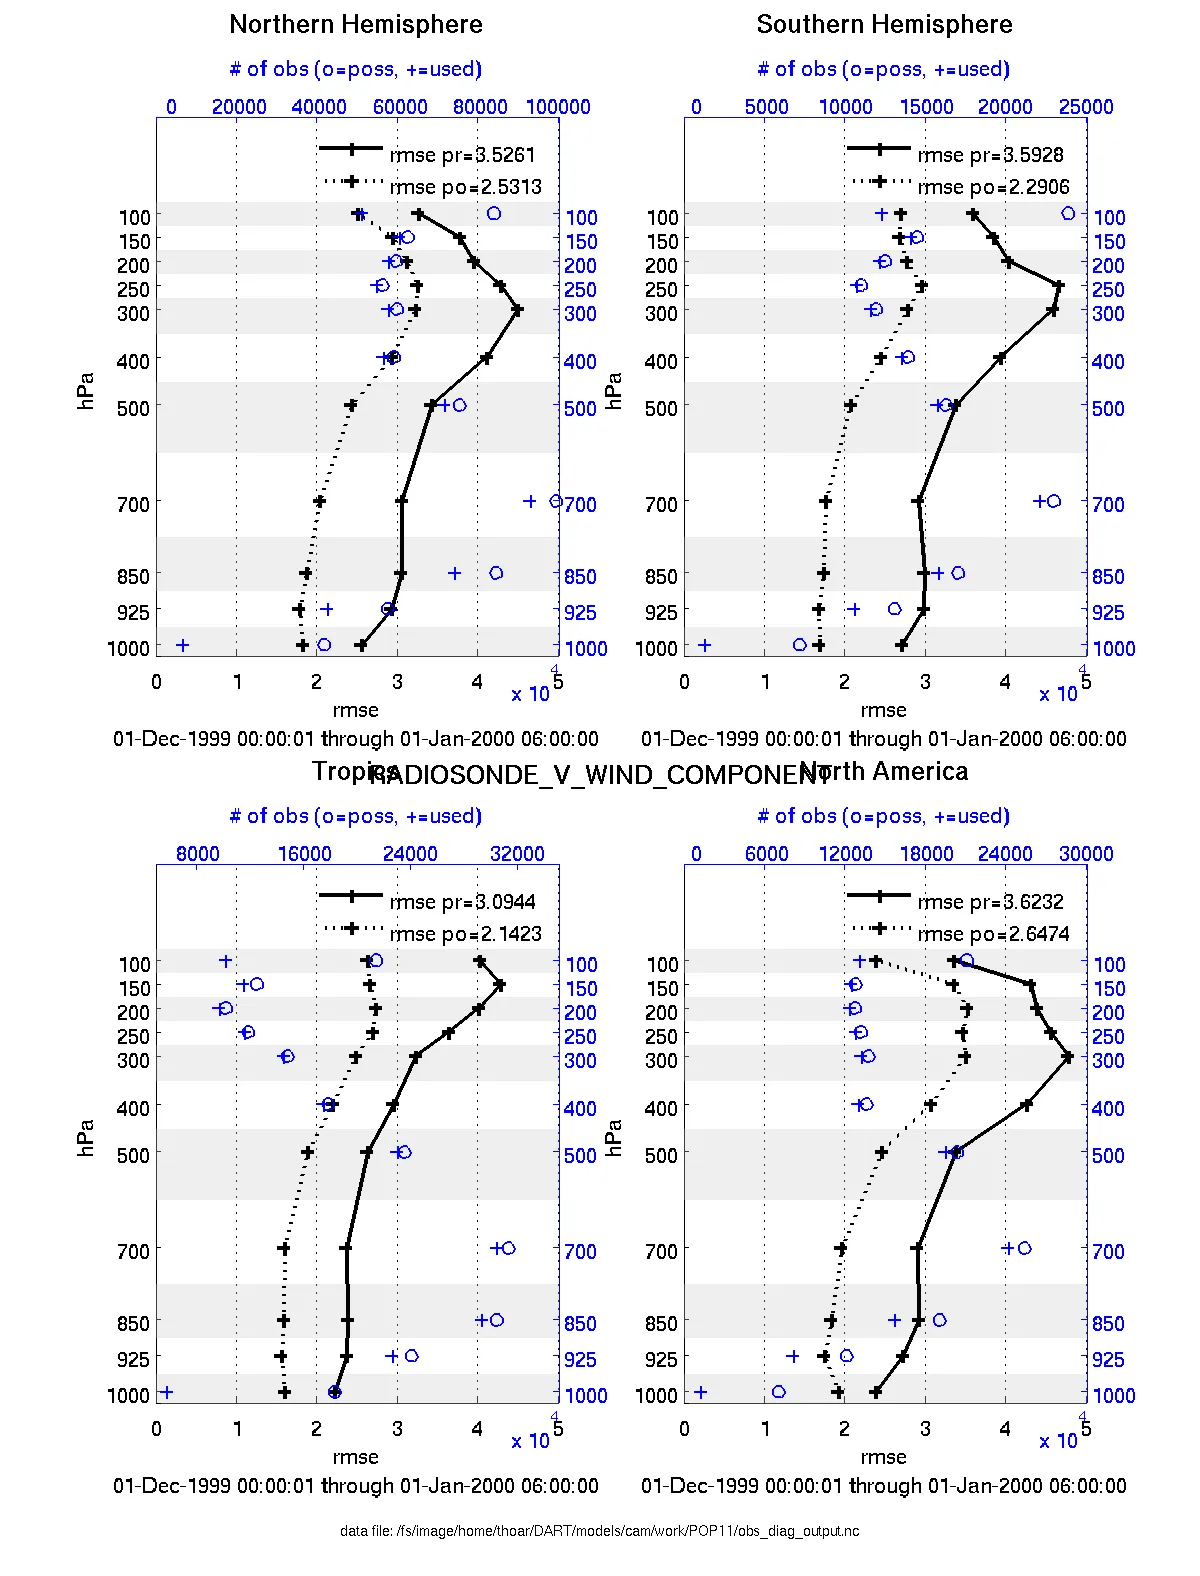 Northern Hemisphere
# of obs (o=poss, +=used)
0 20000 40000 60000 80000 100000
rmse pr=3.5261
rmse po=2.5313
100 100
150 150
200 200
250 250
300 300
400 400
500 500
700 700
850 850
925 925
1000 1000
hPa
0 1 2 3 4 5
x 10 4
rmse
01-Dec-1999 00:00:01 through 01-Jan-2000 06:00:00
Southern Hemisphere
# of obs (o=poss, +=used)
0 5000 10000 15000 20000 25000
rmse pr=3.5928
rmse po=2.2906
100 100
150 150
200 200
250 250
300 300
400 400
500 500
700 700
850 850
925 925
1000 1000
hPa
0 1 2 3 4 5
x 10 4
rmse
01-Dec-1999 00:00:01 through 01-Jan-2000 06:00:00
RADIOSONDE_V_WIND_COMPONENT
Tropics
# of obs (o=poss, +=used)
8000 16000 24000 32000
rmse pr=3.0944
rmse po=2.1423
100 100
150 150
200 200
250 250
300 300
400 400
500 500
700 700
850 850
925 925
1000 1000
hPa
0 1 2 3 4 5
x 10 4
rmse
01-Dec-1999 00:00:01 through 01-Jan-2000 06:00:00
North America
# of obs (o=poss, +=used)
0 6000 12000 18000 24000 30000
rmse pr=3.6232
rmse po=2.6474
100 100
150 150
200 200
250 250
300 300
400 400
500 500
700 700
850 850
925 925
1000 1000
hPa
0 1 2 3 4 5
x 10 4
rmse
01-Dec-1999 00:00:01 through 01-Jan-2000 06:00:00
data file: /fs/image/home/thoar/DART/models/cam/work/POP11/obs_diag_output.nc